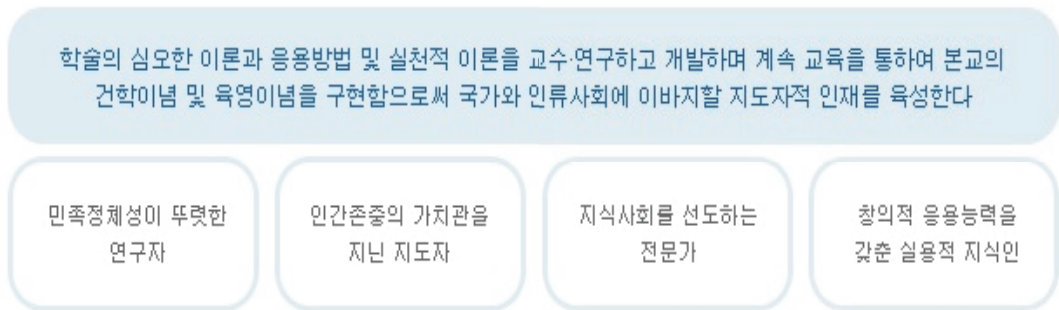 학술의 심오한 이론과 응용방법 및 실천적 이론을 교수·연구하고 개발하며 계속 교육을 통하여 본교의
건학이념 및 육영이념을 구현함으로써 국가와 인류사회에 이바지할 지도자적 인재를 육성한다
민족정체성이 뚜렷한
연구자
인간존중의 가치관을
지닌 지도자
지식사회를 선도하는
전문가
창의적 응용능력을
갖춘 실용적 지식인